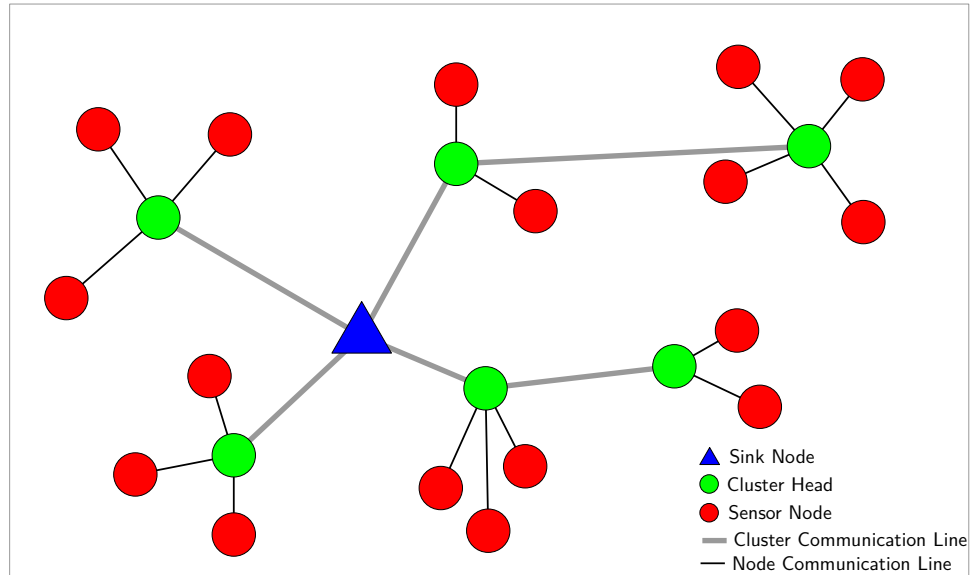 Sink Node
Cluster Head
Sensor Node
Cluster Communication Line
Node Communication Line